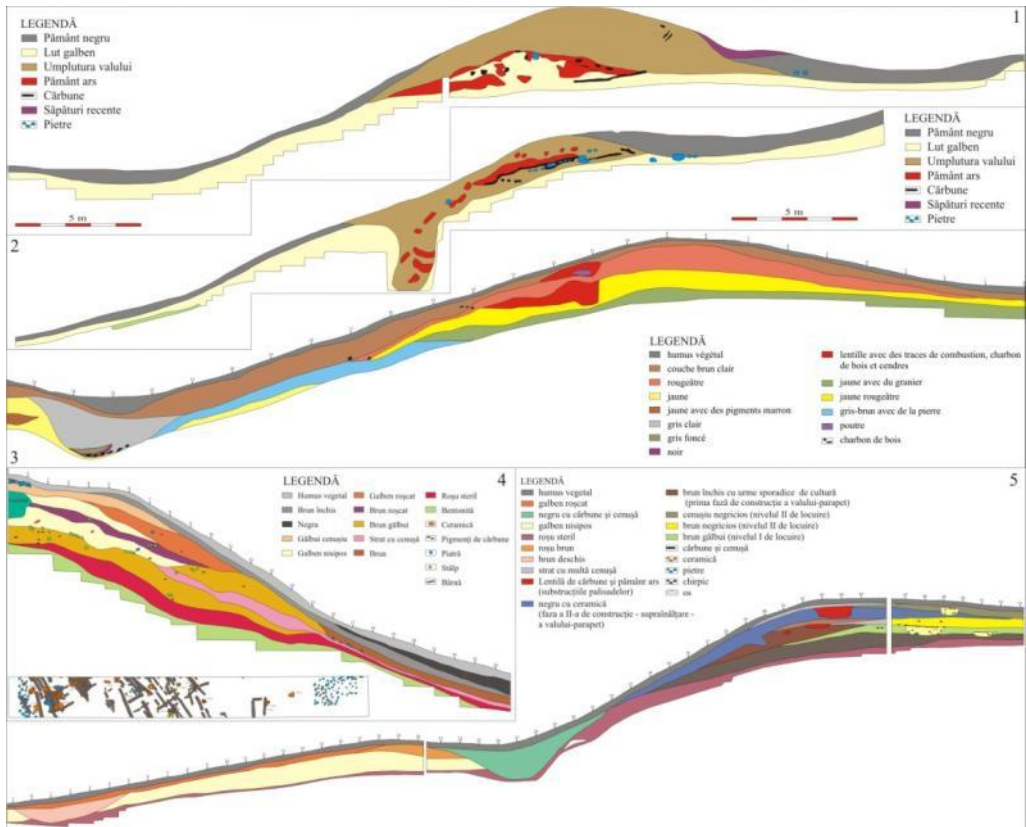 1
LEGENDĂ
Pământ negru
Lut galben
Umplutura valului
Pământ ars
Cărbune
Săpături recente
Pietre
5 m
LEGENDĂ
Pământ negru
Lut galben
Umplutura valului
Pământ ars
Cărbune
Săpături recente
Pietre
5 m
2
LEGENDĂ
humus végétal
couche brun clair
rougeâtre
jaune
jaune avec des pigments marron
gris clair
gris foncé
noir
lentille avec des traces de combustion, charbon
de bois et cendres
jaune avec du granier
jaune rougeâtre
gris-brun avec de la pierre
poutre
charbon de bois
3
4
LEGENDĂ
Humus vegetal
Brun închis
Negru
Gălbui cenușiu
Galben nisipos
Galben roșcat
Brun roșcat
Brun gălbui
Strat cu cenușă
Brun
Roșu steril
Bentonită
Ceramică
Pigmenți de cărbune
Piatră
Stâlp
Bârnă
5
LEGENDĂ
humus vegetal
galben roșcat
negru cu cărbune și cenușă
galben nisipos
roșu steril
roșu brun
brun deschis
strat cu multă cenușă
Lentilă de cărbune și pământ ars
(substrucțiile palisadelor)
negru cu ceramică
(faza a II-a de construcție - supraînălțare -
a valului-parapet)
brun închis cu urme sporadice de cultură
(prima fază de construcție a valului-parapet)
cenușiu negricios (nivelul II de locuire)
brun negricios (nivelul II de locuire)
brun gălbui (nivelul I de locuire)
cărbune și cenușă
ceramică
pietre
chirpic
os